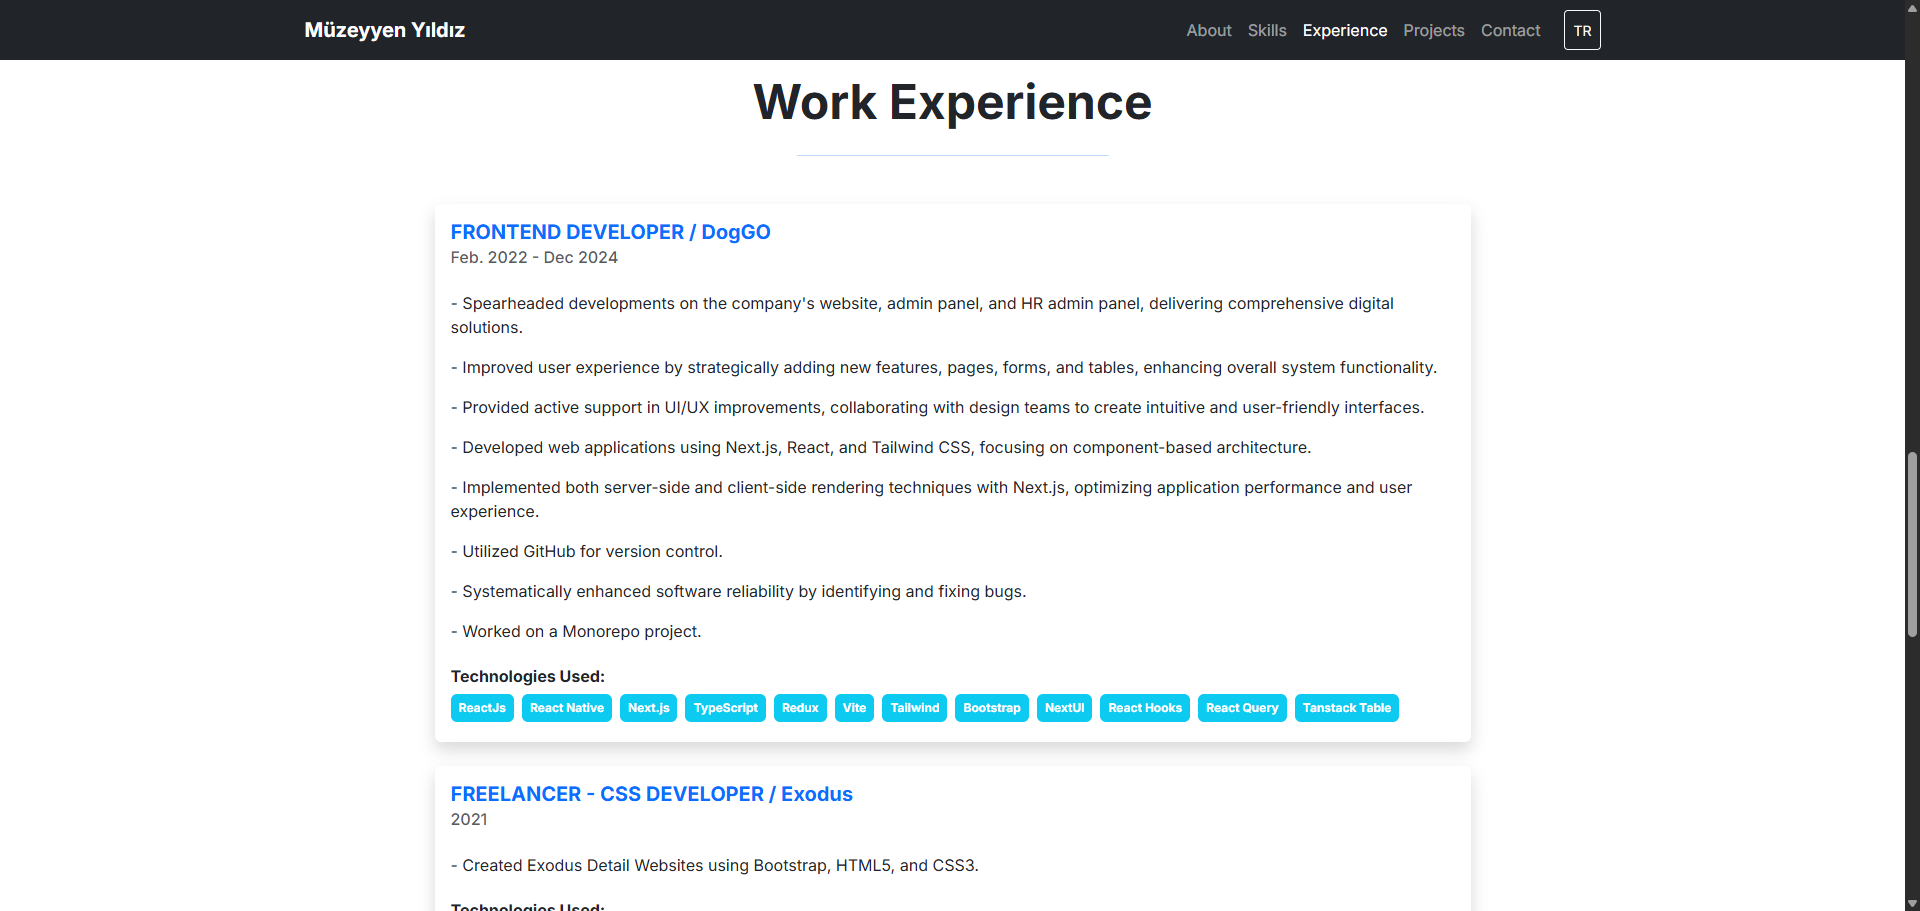 Müzeyyen Yıldız
About Skills Experience Projects Contact TR
Work Experience
FRONTEND DEVELOPER / DogGO
Feb. 2022 - Dec 2024
- Spearheaded developments on the company's website, admin panel, and HR admin panel, delivering comprehensive digital
solutions.
- Improved user experience by strategically adding new features, pages, forms, and tables, enhancing overall system functionality.
- Provided active support in UI/UX improvements, collaborating with design teams to create intuitive and user-friendly interfaces.
- Developed web applications using Next.js, React, and Tailwind CSS, focusing on component-based architecture.
- Implemented both server-side and client-side rendering techniques with Next.js, optimizing application performance and user
experience.
- Utilized GitHub for version control.
- Systematically enhanced software reliability by identifying and fixing bugs.
- Worked on a Monorepo project.
Technologies Used:
ReactJs React Native Next.js TypeScript Redux Vite Tailwind Bootstrap NextUI React Hooks React Query Tanstack Table
FREELANCER - CSS DEVELOPER / Exodus
2021
- Created Exodus Detail Websites using Bootstrap, HTML5, and CSS3.
Technologies Used: